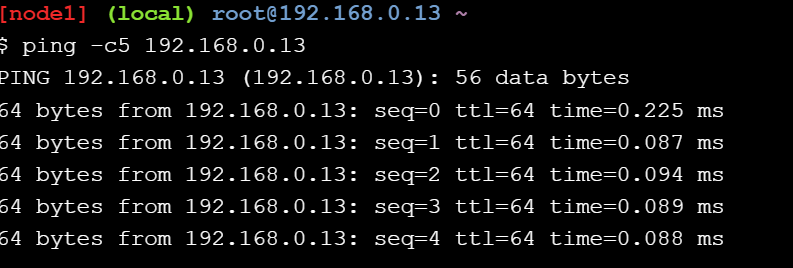 [node1] (local) root@192.168.0.13 ~
$ ping -c5 192.168.0.13
PING 192.168.0.13 (192.168.0.13): 56 data bytes
64 bytes from 192.168.0.13: seq=0 ttl=64 time=0.225 ms
64 bytes from 192.168.0.13: seq=1 ttl=64 time=0.087 ms
64 bytes from 192.168.0.13: seq=2 ttl=64 time=0.094 ms
64 bytes from 192.168.0.13: seq=3 ttl=64 time=0.089 ms
64 bytes from 192.168.0.13: seq=4 ttl=64 time=0.088 ms